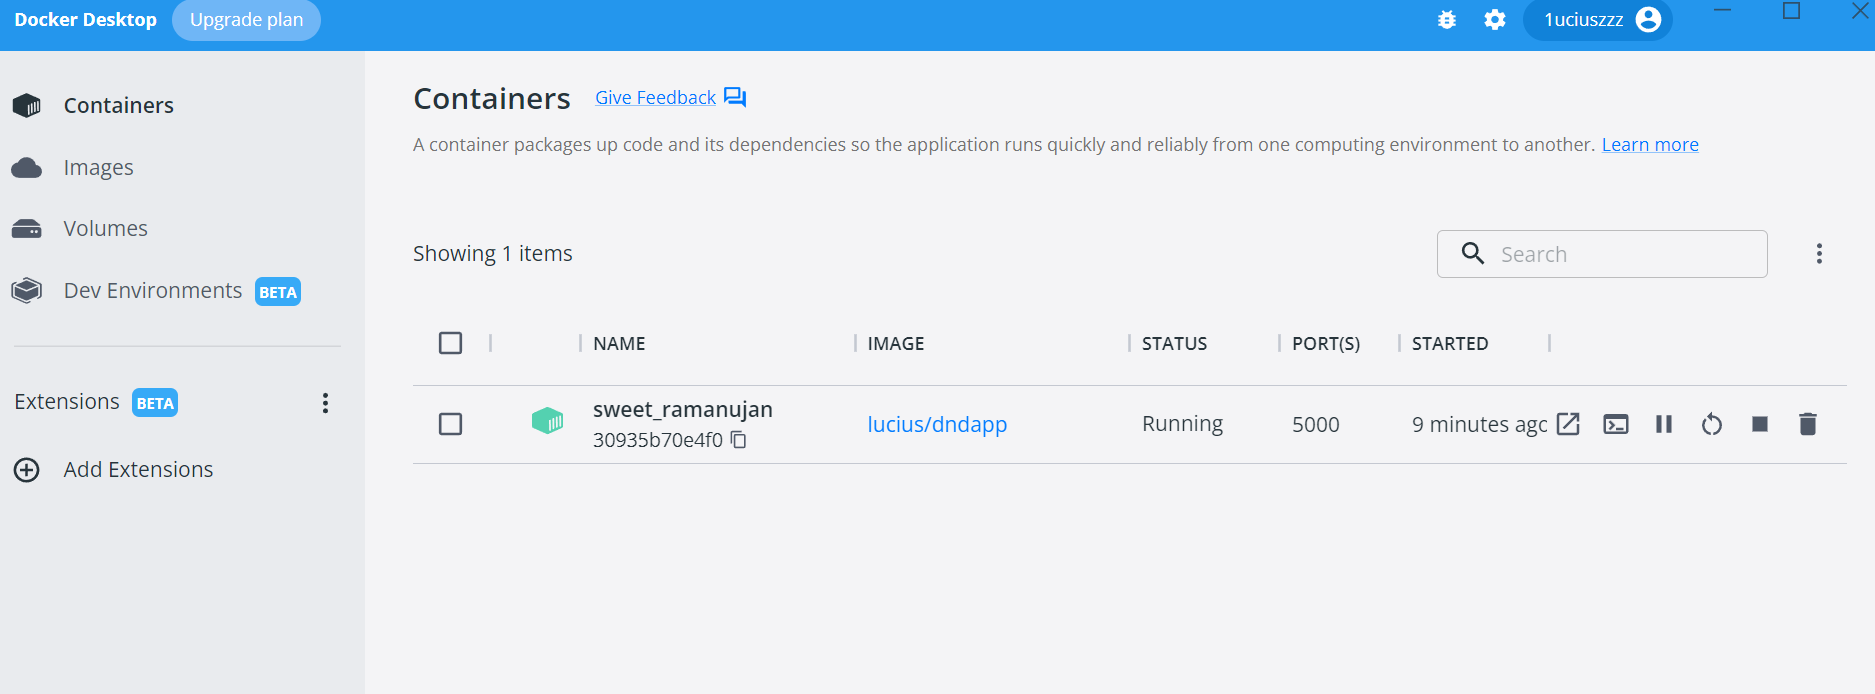 Docker Desktop Upgrade plan 1uciuszzz
Containers
Images
Volumes
Dev Environments BETA
Extensions BETA
Add Extensions
Containers Give Feedback
A container packages up code and its dependencies so the application runs quickly and reliably from one computing environment to another. Learn more
Showing 1 items Search
NAME IMAGE STATUS PORT(S) STARTED
sweet_ramanujan
30935b70e4f0
lucius/dndapp Running 5000 9 minutes agc